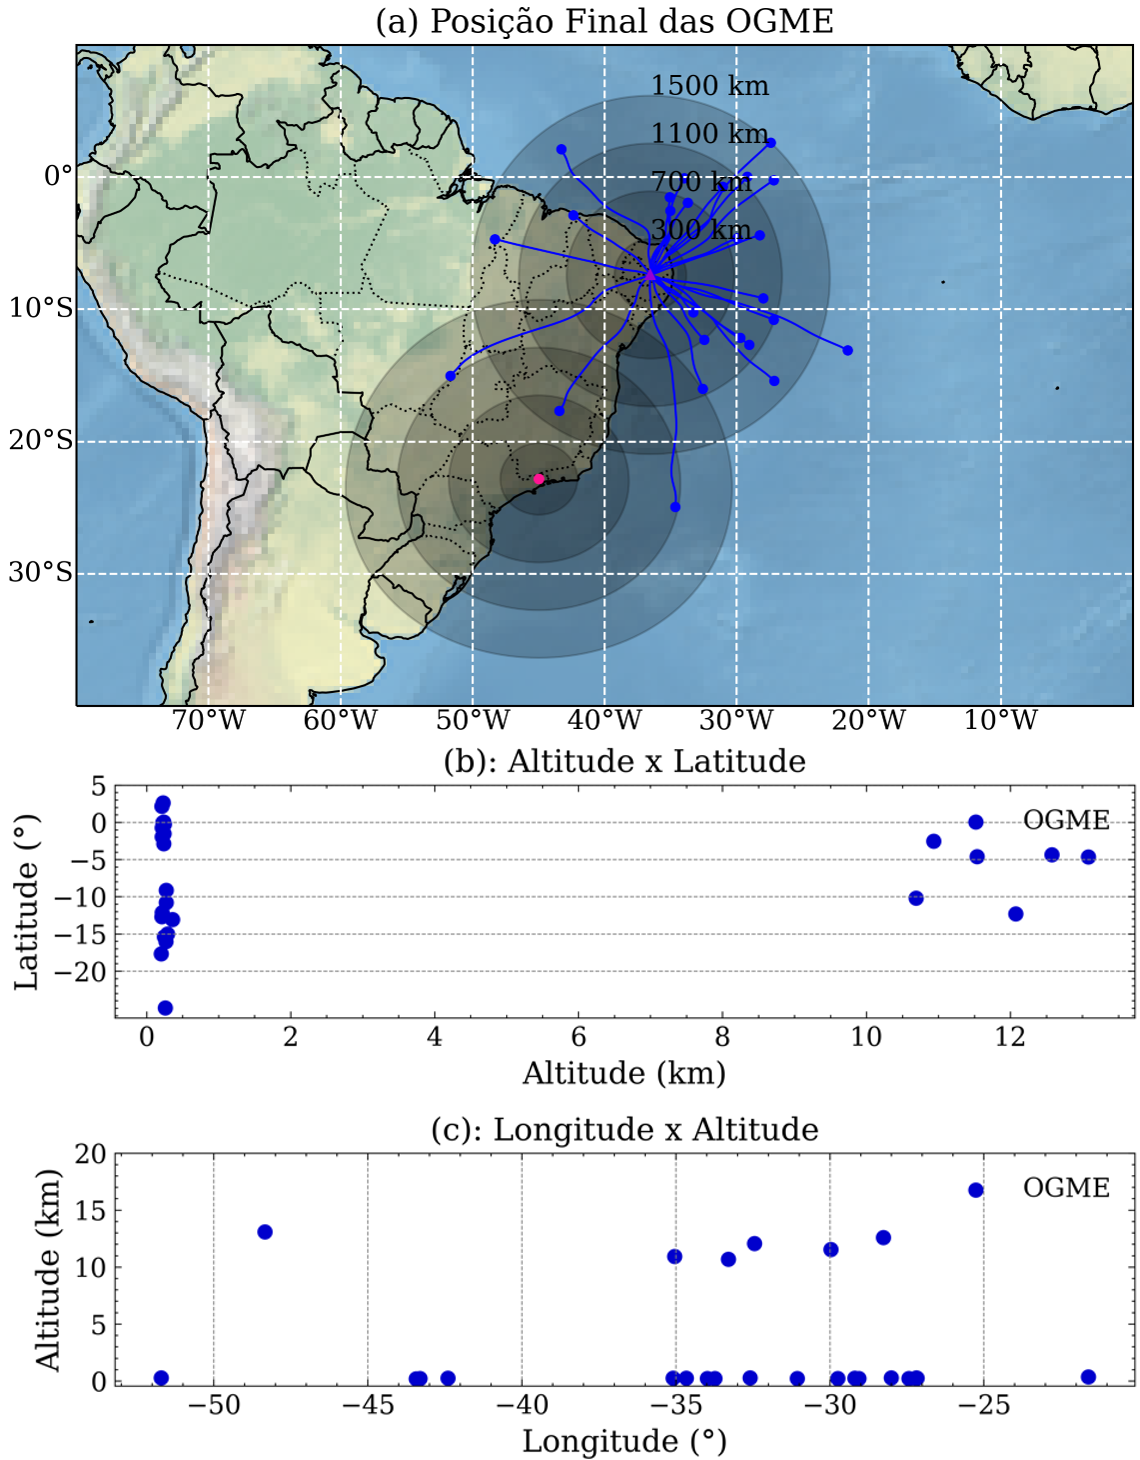 (a) Posição Final das OGME
1500 km
1100 km
700 km
300 km
0°
10°S
20°S
30°S
70°W 60°W 50°W 40°W 30°W 20°W 10°W
(b): Altitude x Latitude
5
0
−5
−10
−15
−20
Latitude (°)
OGME
0 2 4 6 8 10 12
Altitude (km)
(c): Longitude x Altitude
20
15
10
5
0
Altitude (km)
OGME
−50 −45 −40 −35 −30 −25
Longitude (°)